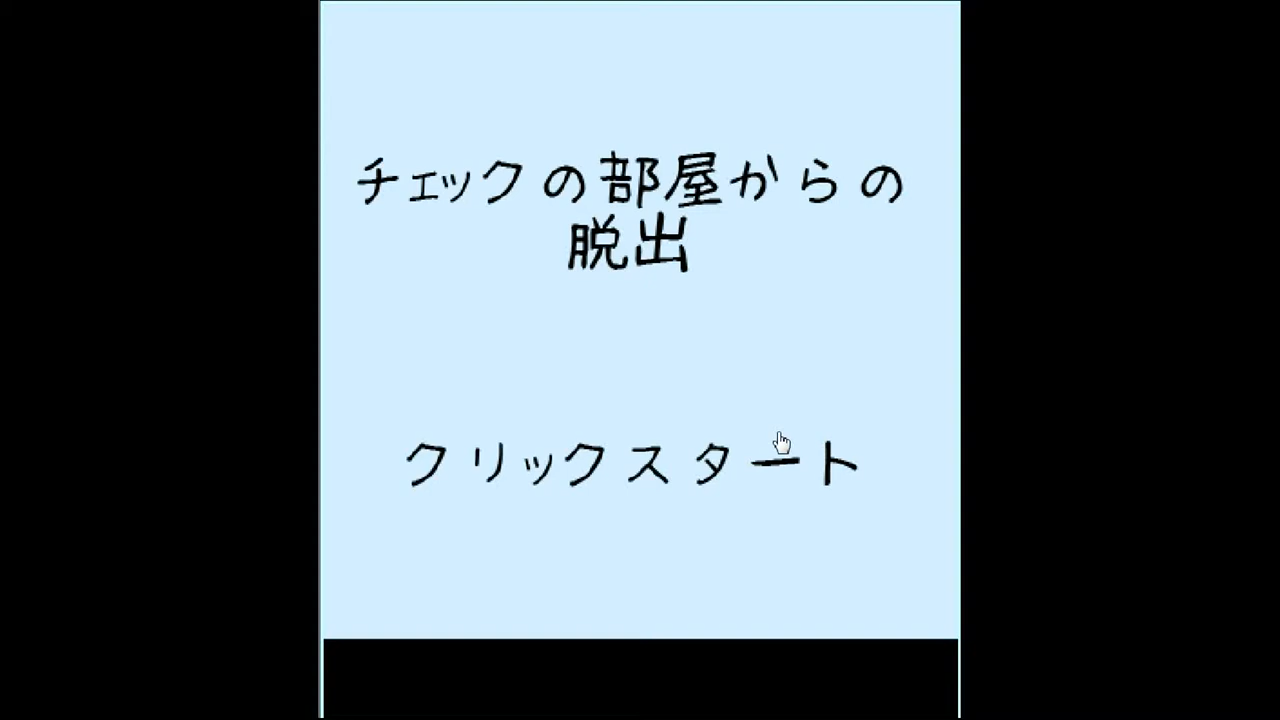 チェックの部屋からの
脱出
クリックスタート